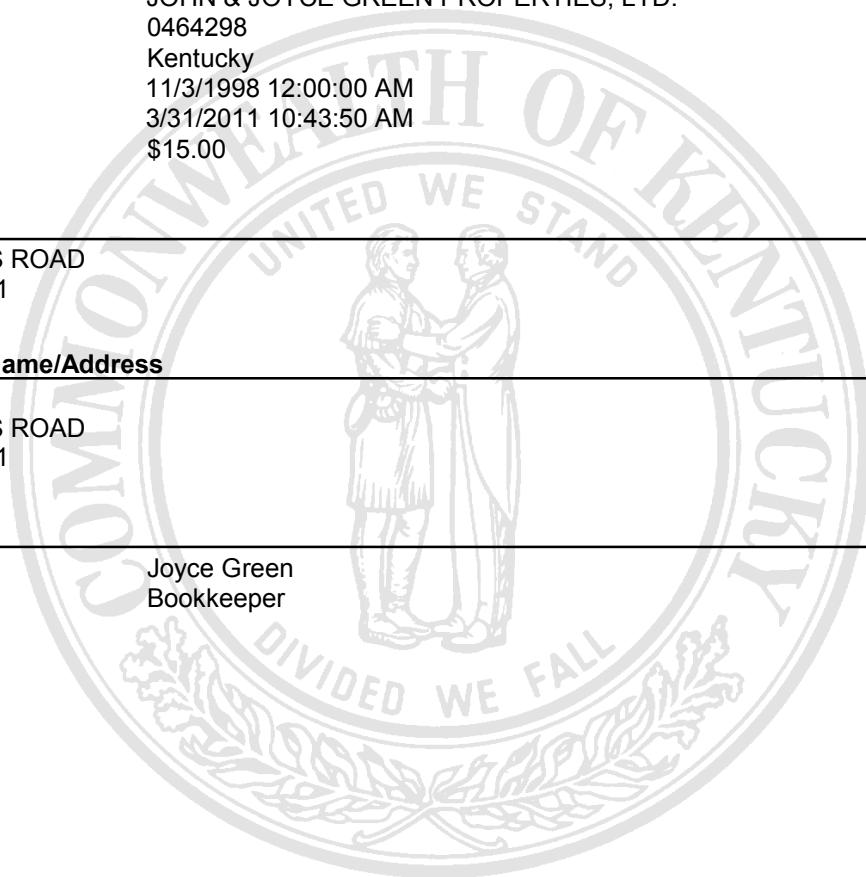 JOHN & JOYCE GREEN PROPERTIES, LTD.
0464298
Kentucky
11/3/1998 12:00:00 AM
3/31/2011 10:43:50 AM
$15.00
COMMONWEALTH OF KENTUCKY
UNITED WE STAND
S ROAD
1
ame/Address
S ROAD
1
Joyce Green
Bookkeeper
DIVIDED WE FALL